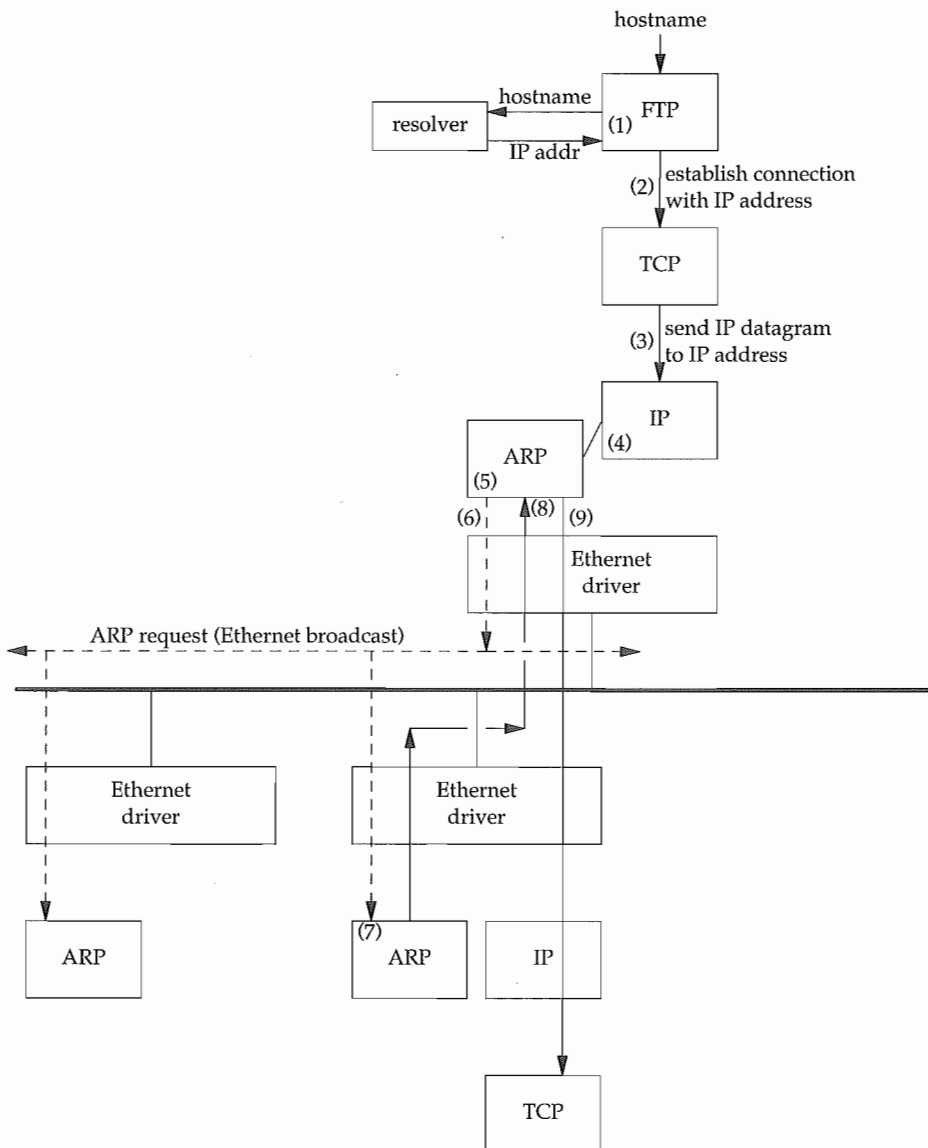 hostname
hostname
resolver
(1)
FTP
IP addr
(2)
establish connection
with IP address
TCP
(3)
send IP datagram
to IP address
IP
(4)
ARP
(5)
(6)
(8)
(9)
Ethernet
driver
ARP request (Ethernet broadcast)
Ethernet
driver
Ethernet
driver
ARP
(7)
ARP
IP
TCP